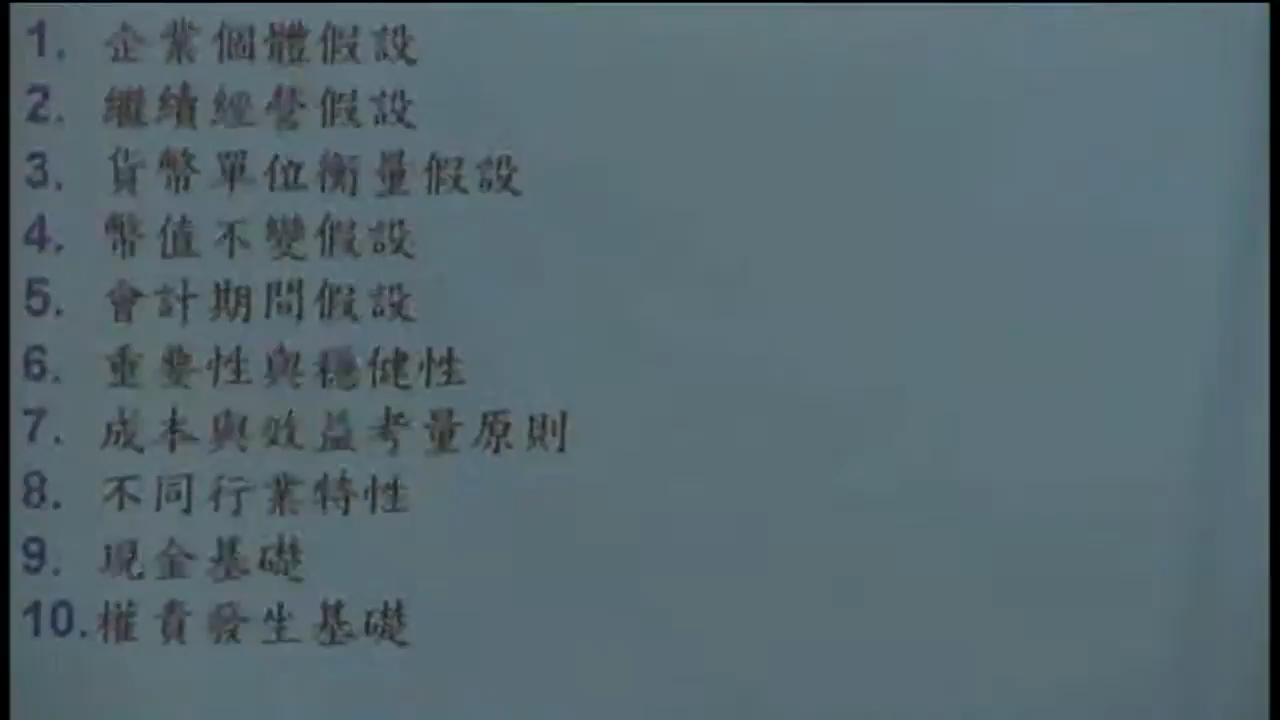 1. 企業個體假設
2. 繼續經營假設
3. 貨幣單位衡量假設
4. 幣值不變假設
5. 會計期間假設
6. 重要性與穩健性
7. 成本與效益考量原則
8. 不同行業特性
9. 現金基礎
10. 權責發生基礎